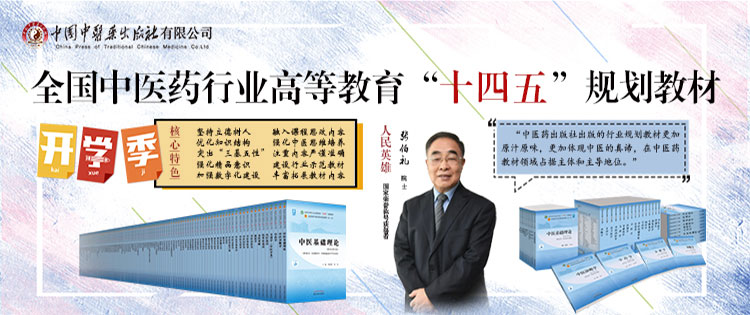 中国中医药出版社有限公司
China Press of Traditional Chinese Medicine Co.Ltd
全国中医药行业高等教育“十四五”规划教材
开学季
kai xue ji
核心特色
坚持立德树人 融入课程思政内容
优化知识结构 强化中医思维培养
突出“三基五性” 注重内容严谨准确
强化精品意识 建设行业示范教材
加强数字化建设 丰富拓展教材内容
人民英雄
国家荣誉称号获得者
张伯礼 院士
“中医药出版社出版的行业规划教材更加
原汁原味，更加体现中医的真谛，在中医药
教材领域占据主体和主导地位。”
中医基础理论